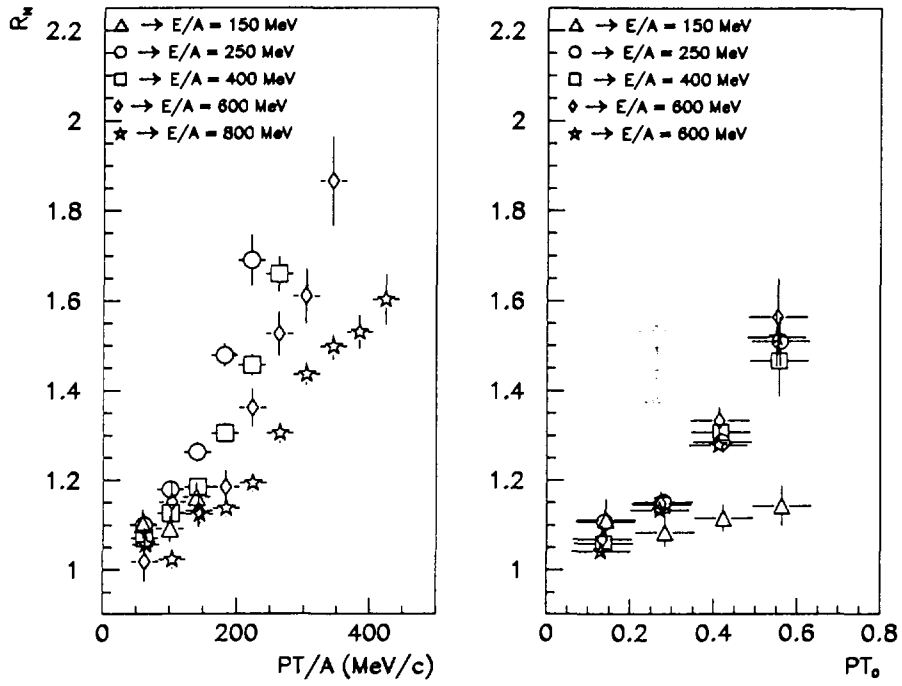 R_N
2.2
2
1.8
1.6
1.4
1.2
1
△ → E/A = 150 MeV
○ → E/A = 250 MeV
□ → E/A = 400 MeV
◇ → E/A = 600 MeV
☆ → E/A = 800 MeV
0 200 400
PT/A (MeV/c)
2.2
2
1.8
1.6
1.4
1.2
1
△ → E/A = 150 MeV
○ → E/A = 250 MeV
□ → E/A = 400 MeV
◇ → E/A = 600 MeV
☆ → E/A = 600 MeV
0 0.2 0.4 0.6 0.8
PT₀